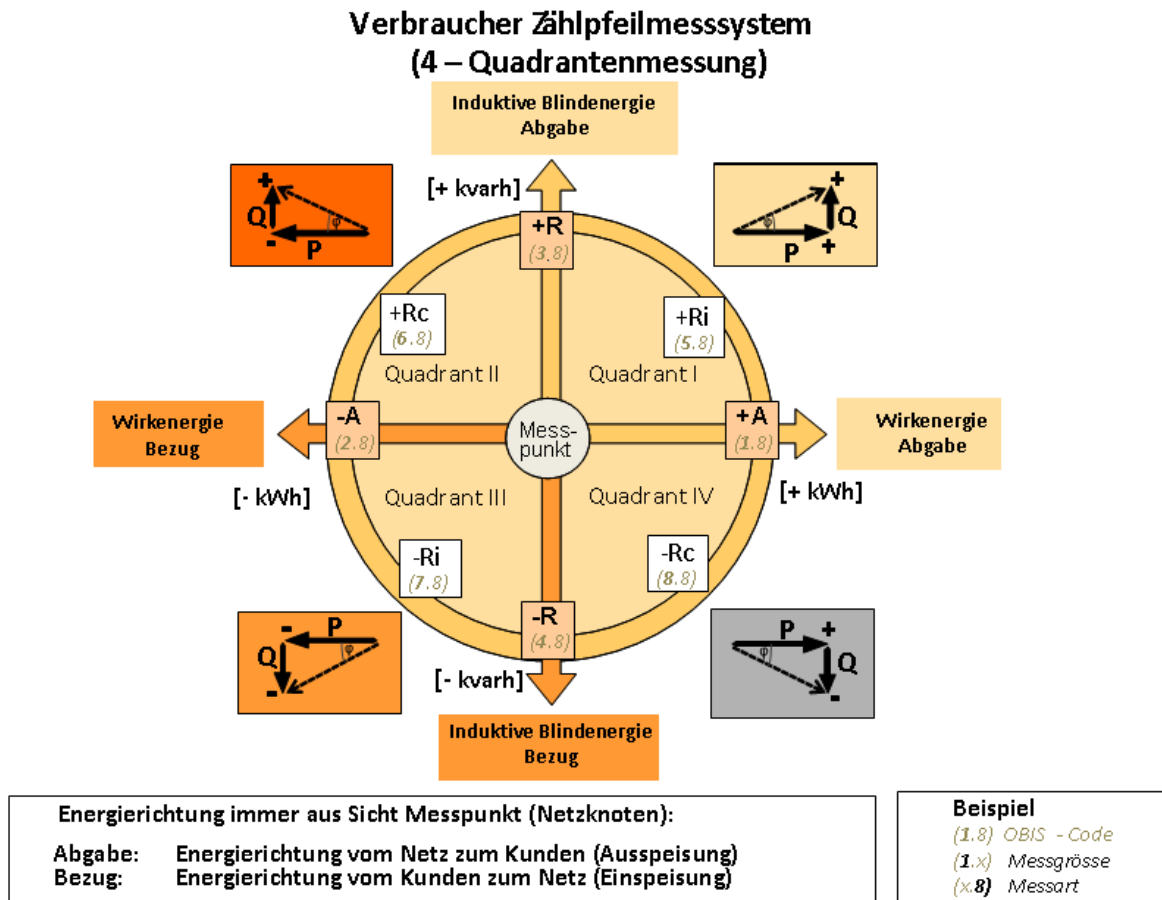 Verbraucher Zählpfeilmesssystem
(4 – Quadrantenmessung)
Induktive Blindenergie
Abgabe
[+ kvarh]
+
Q
-
P
φ
+
Q
P
+
φ
+R
(3.8)
+Rc
(6.8)
+Ri
(5.8)
Quadrant II
Quadrant I
Wirkenergie
Bezug
-A
(2.8)
Mess-
punkt
+A
(1.8)
Wirkenergie
Abgabe
[- kWh]
Quadrant III
Quadrant IV
[+ kWh]
-Ri
(7.8)
-Rc
(8.8)
-R
(4.8)
- P
Q
-
φ
P +
Q
-
φ
[- kvarh]
Induktive Blindenergie
Bezug
Energierichtung immer aus Sicht Messpunkt (Netzknoten):
Abgabe: Energierichtung vom Netz zum Kunden (Ausspeisung)
Bezug: Energierichtung vom Kunden zum Netz (Einspeisung)
Beispiel
(1.8) OBIS - Code
(1.x) Messgrösse
(x.8) Messart